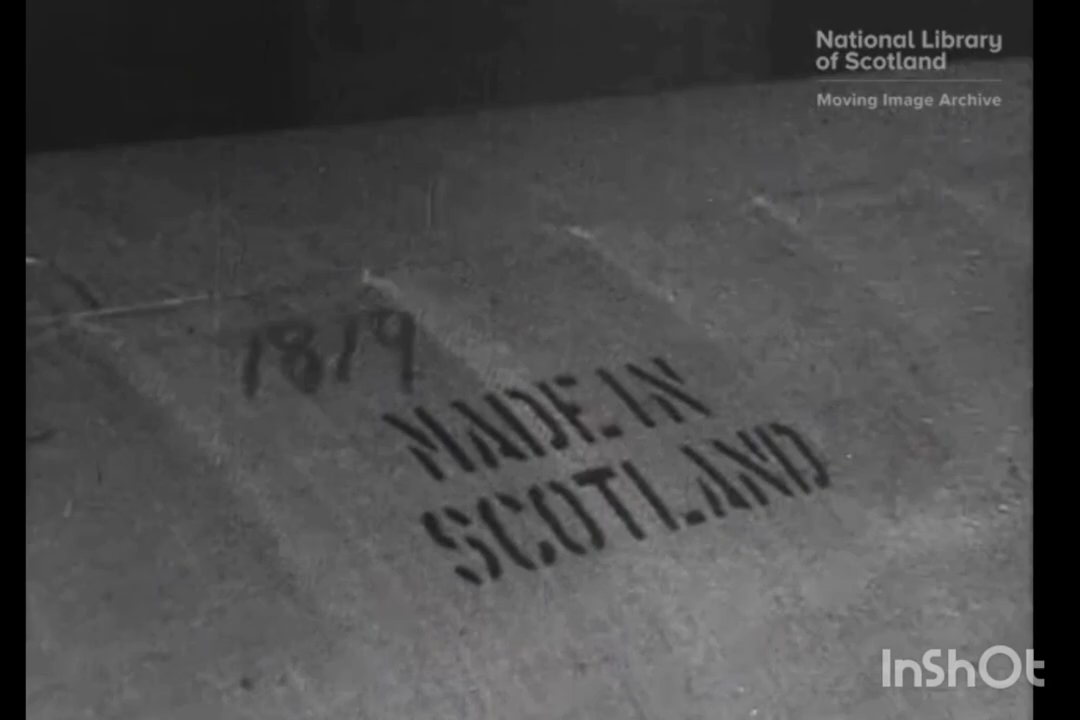 National Library
of Scotland
Moving Image Archive
1819
MADE IN
SCOTLAND
InShOt